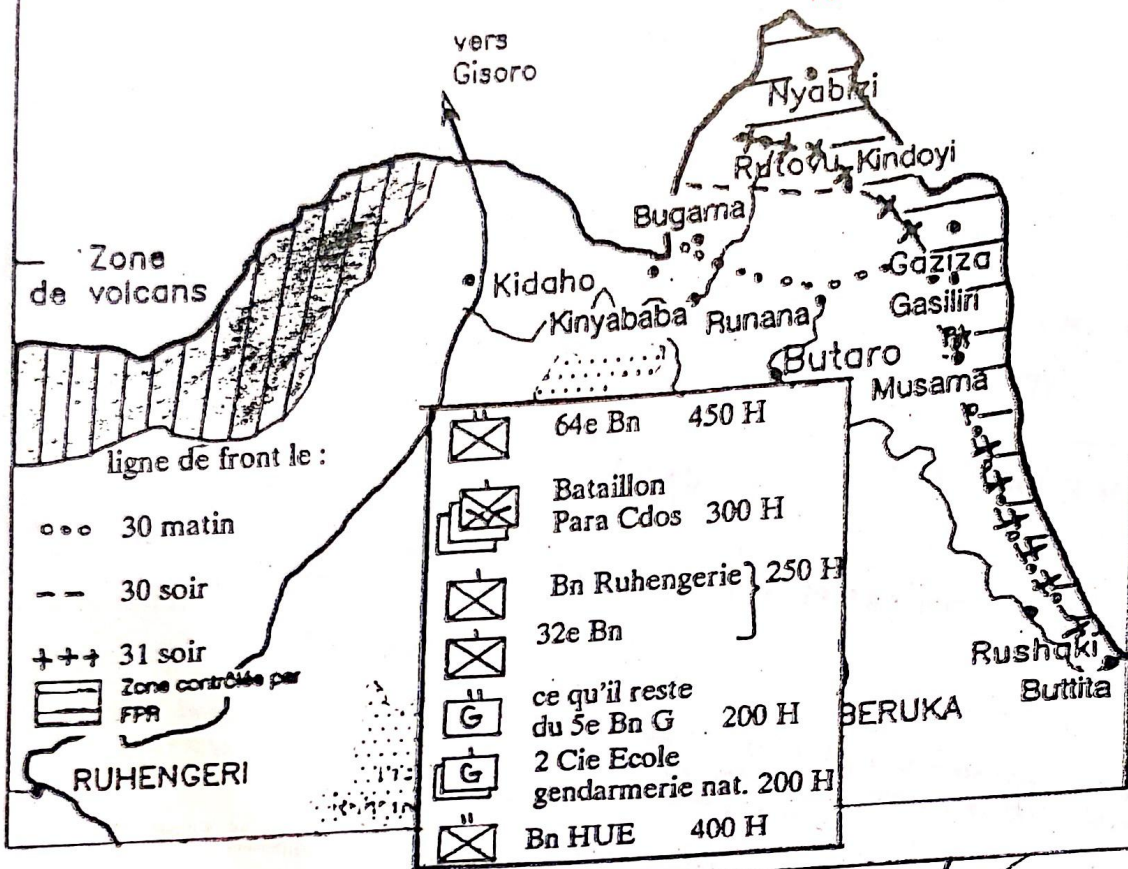 vers
Gisoro
Nyabizi
Rutovu Kindoyi
Bugama
Zone
de volcans
Kidaho
Gaziza
Kinyababa
Runana
Gasiliri
Butaro
Musama
ligne de front le :
30 matin
30 soir
31 soir
Zone contrôlée par
FPR
RUHENGERI
64e Bn 450 H
Bataillon
Para Cdos 300 H
Bn Ruhengerie } 250 H
32e Bn
G ce qu'il reste
du 5e Bn G 200 H
G 2 Cie Ecole
gendarmerie nat. 200 H
Bn HUE 400 H
BERUKA
Rushaki
Buttita